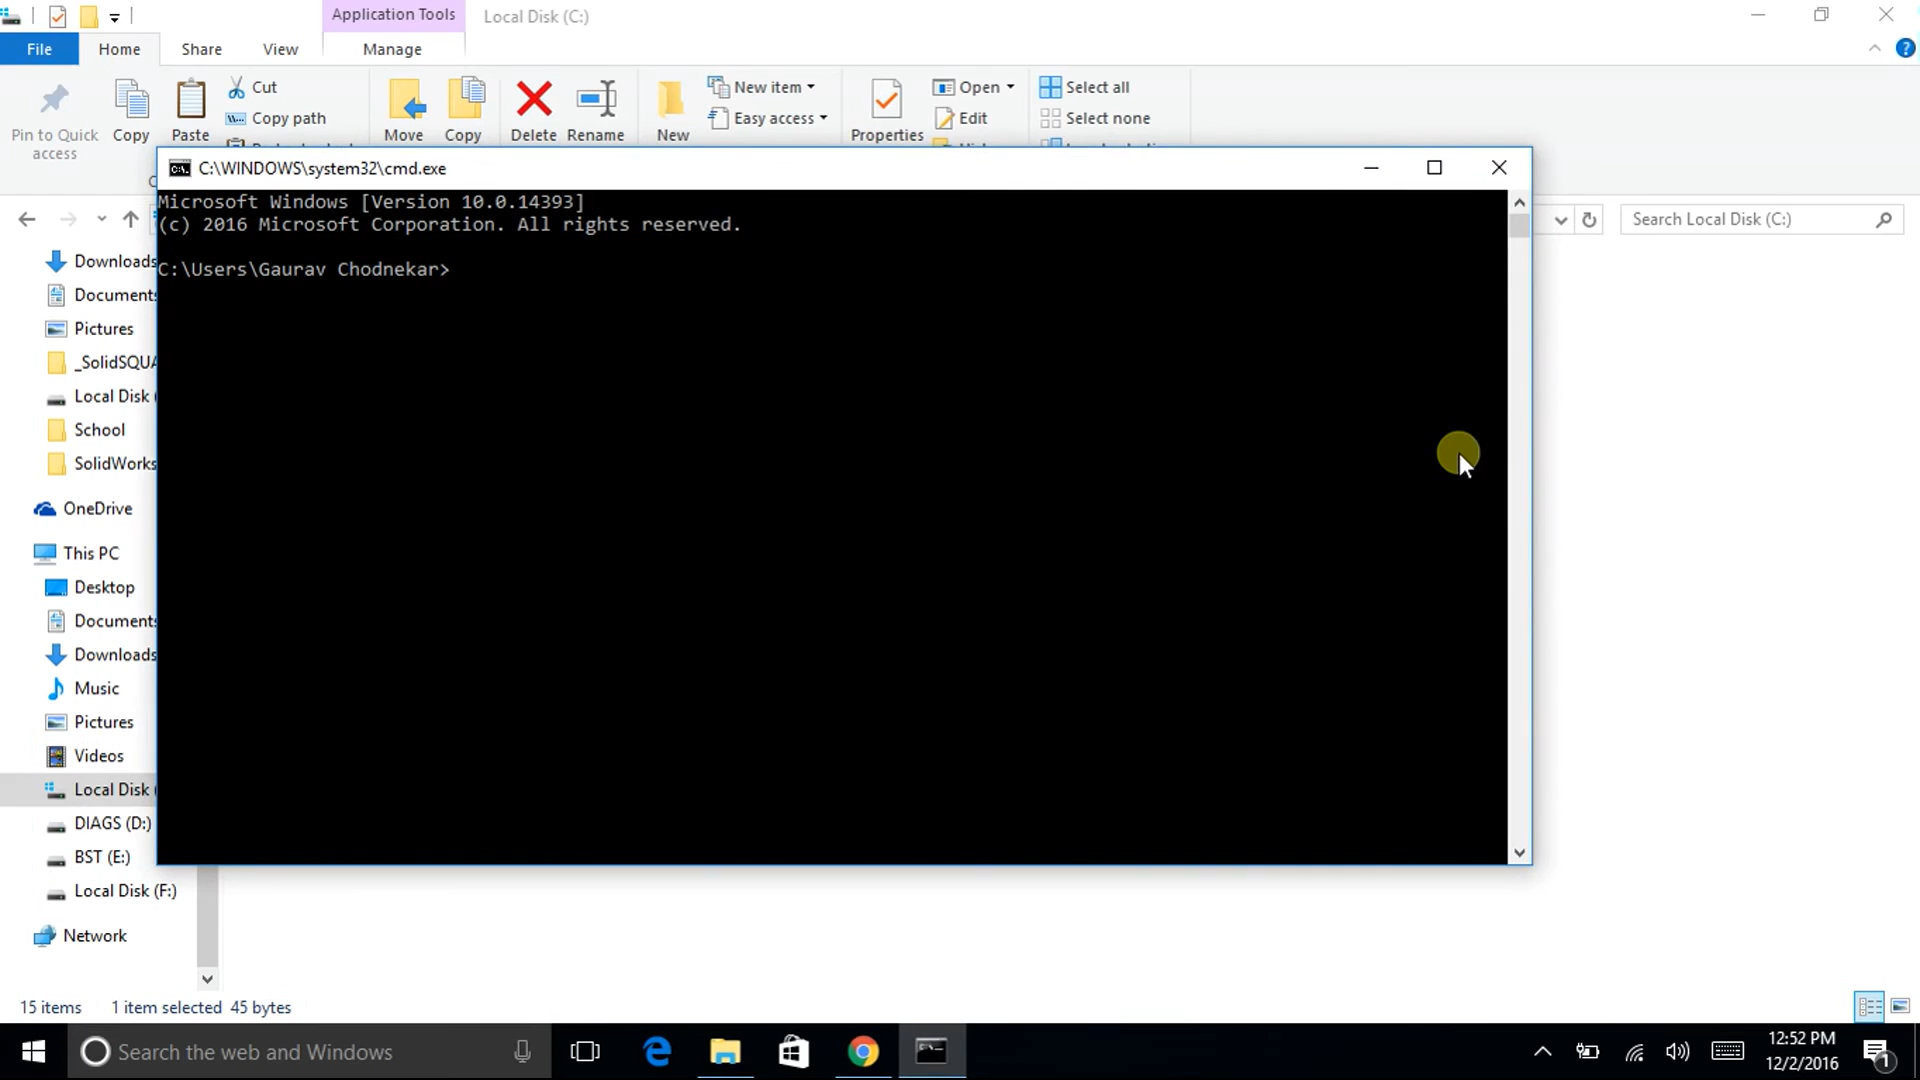 Application Tools
Local Disk (C:)
File
Home
Share
View
Manage
Pin to Quick
access
Copy
Paste
Cut
Copy path
Move
Copy
Delete
Rename
New
New item
Easy access
Properties
Open
Edit
Select all
Select none
C:\WINDOWS\system32\cmd.exe
Microsoft Windows [Version 10.0.14393]
(c) 2016 Microsoft Corporation. All rights reserved.
C:\Users\Gaurav Chodnekar>
Search Local Disk (C:)
Downloads
Documents
Pictures
_SolidSQUA
Local Disk (
School
SolidWorks
OneDrive
This PC
Desktop
Documents
Downloads
Music
Pictures
Videos
Local Disk (
DIAGS (D:)
BST (E:)
Local Disk (F:)
Network
15 items
1 item selected 45 bytes
Search the web and Windows
12:52 PM
12/2/2016
1